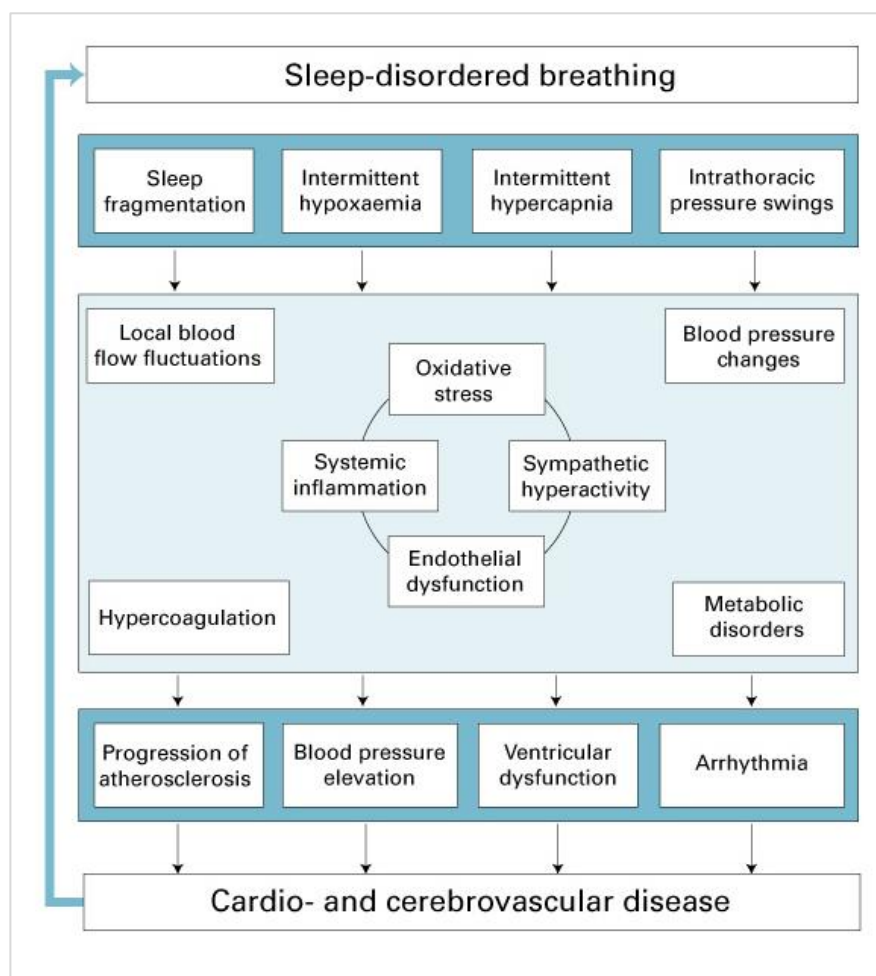 Sleep-disordered breathing
Sleep
fragmentation
Intermittent
hypoxaemia
Intermittent
hypercapnia
Intrathoracic
pressure swings
Local blood
flow fluctuations
Blood pressure
changes
Oxidative
stress
Systemic
inflammation
Sympathetic
hyperactivity
Endothelial
dysfunction
Hypercoagulation
Metabolic
disorders
Progression of
atherosclerosis
Blood pressure
elevation
Ventricular
dysfunction
Arrhythmia
Cardio- and cerebrovascular disease